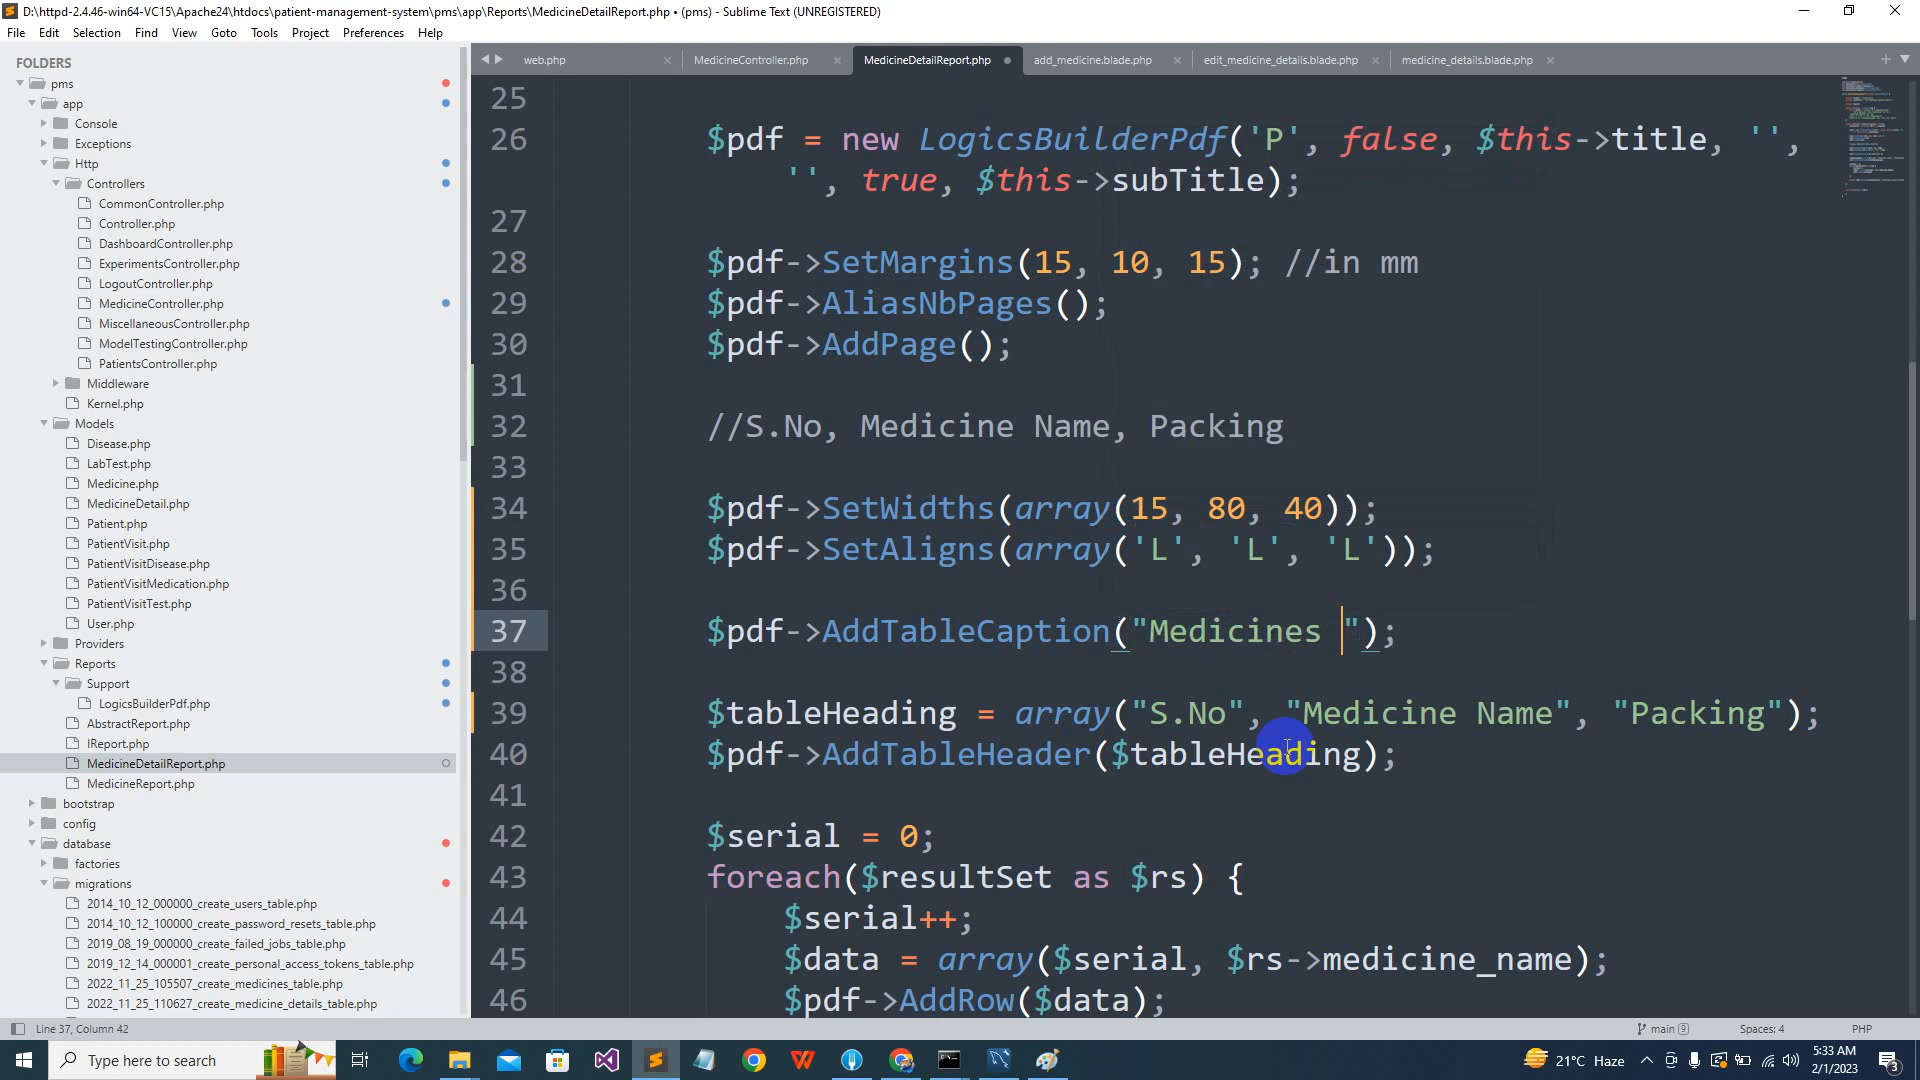 D:\httpd-2.4.46-win64-VC15\Apache24\htdocs\patient-management-system\pms\app\Reports\MedicineDetailReport.php • (pms) - Sublime Text (UNREGISTERED)
File Edit Selection Find View Goto Tools Project Preferences Help
FOLDERS
pms
app
Console
Exceptions
Http
Controllers
CommonController.php
Controller.php
DashboardController.php
ExperimentsController.php
LogoutController.php
MedicineController.php
MiscellaneousController.php
ModelTestingController.php
PatientsController.php
Middleware
Kernel.php
Models
Disease.php
LabTest.php
Medicine.php
MedicineDetail.php
Patient.php
PatientVisit.php
PatientVisitDisease.php
PatientVisitMedication.php
PatientVisitTest.php
User.php
Providers
Reports
Support
LogicsBuilderPdf.php
AbstractReport.php
IReport.php
MedicineDetailReport.php
MedicineReport.php
bootstrap
config
database
factories
migrations
2014_10_12_000000_create_users_table.php
2014_10_12_100000_create_password_resets_table.php
2019_08_19_000000_create_failed_jobs_table.php
2019_12_14_000001_create_personal_access_tokens_table.php
2022_11_25_105507_create_medicines_table.php
2022_11_25_110627_create_medicine_details_table.php
web.php MedicineController.php MedicineDetailReport.php add_medicine.blade.php edit_medicine_details.blade.php medicine_details.blade.php
25
26 $pdf = new LogicsBuilderPdf('P', false, $this->title, '',
'', true, $this->subTitle);
27
28 $pdf->SetMargins(15, 10, 15); //in mm
29 $pdf->AliasNbPages();
30 $pdf->AddPage();
31
32 //S.No, Medicine Name, Packing
33
34 $pdf->SetWidths(array(15, 80, 40));
35 $pdf->SetAligns(array('L', 'L', 'L'));
36
37 $pdf->AddTableCaption("Medicines ");
38
39 $tableHeading = array("S.No", "Medicine Name", "Packing");
40 $pdf->AddTableHeader($tableHeading);
41
42 $serial = 0;
43 foreach($resultSet as $rs) {
44 $serial++;
45 $data = array($serial, $rs->medicine_name);
46 $pdf->AddRow($data);
Line 37, Column 42
main 9
Spaces: 4
PHP
Type here to search
21°C Haze
5:33 AM
2/1/2023
3